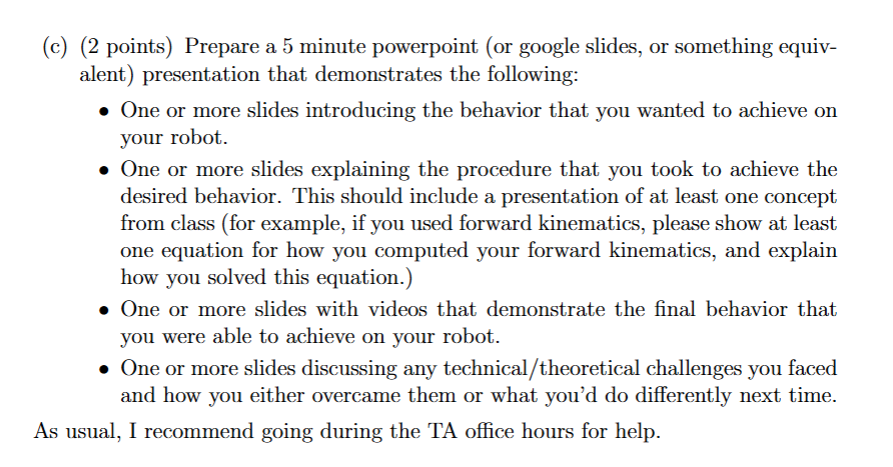 (c) (2 points) Prepare a 5 minute powerpoint (or google slides, or something equiv-
alent) presentation that demonstrates the following:
• One or more slides introducing the behavior that you wanted to achieve on
your robot.
• One or more slides explaining the procedure that you took to achieve the
desired behavior. This should include a presentation of at least one concept
from class (for example, if you used forward kinematics, please show at least
one equation for how you computed your forward kinematics, and explain
how you solved this equation.)
• One or more slides with videos that demonstrate the final behavior that
you were able to achieve on your robot.
• One or more slides discussing any technical/theoretical challenges you faced
and how you either overcame them or what you'd do differently next time.
As usual, I recommend going during the TA office hours for help.